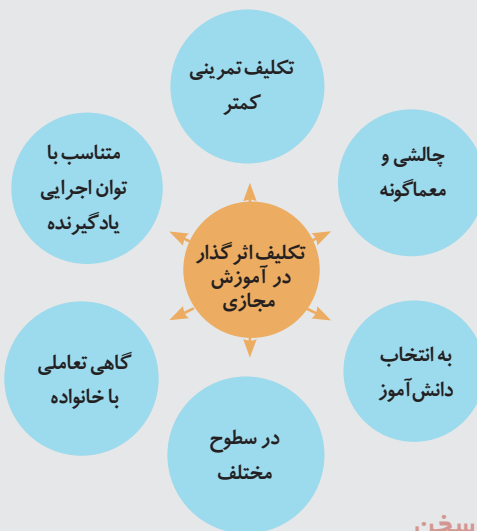 تکلیف تمرینی
کمتر
چالشی و
معماگونه
متناسب با
توان اجرایی
یادگیرنده
تکلیف اثرگذار
در آموزش
مجازی
به انتخاب
دانش‌آموز
گاهی تعاملی
با خانواده
در سطوح
مختلف
سخن